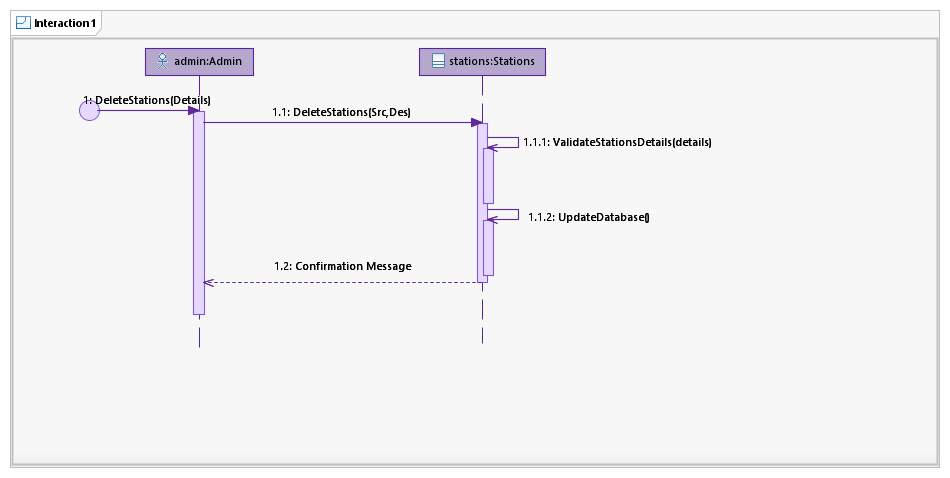 Interaction1
admin:Admin
stations:Stations
1: DeleteStations(Details)
1.1: DeleteStations(Src,Des)
1.1.1: ValidateStationsDetails(details)
1.1.2: UpdateDatabase()
1.2: Confirmation Message